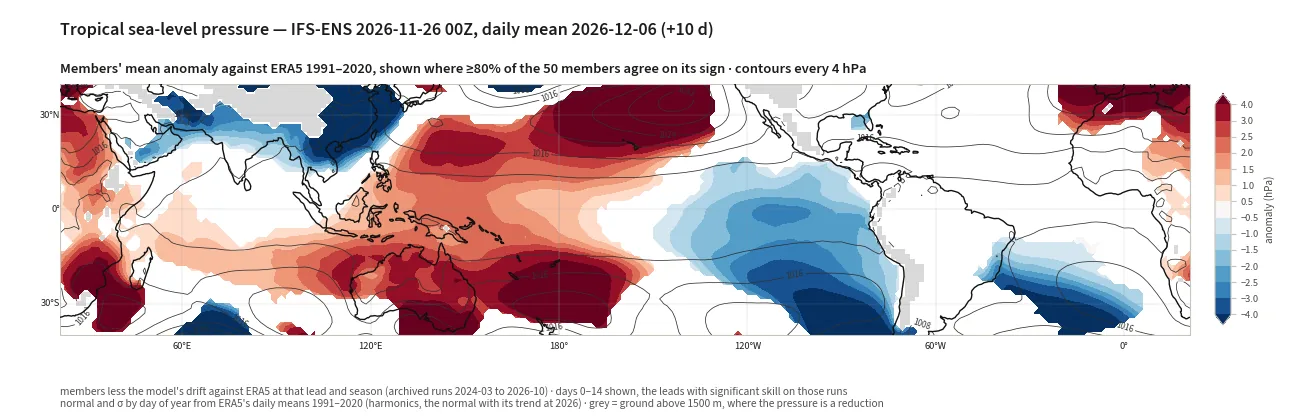 Tropical sea-level pressure — IFS-ENS 2026-11-26 00Z, daily mean 2026-12-06 (+10 d)
Members' mean anomaly against ERA5 1991–2020, shown where ≥80% of the 50 members agree on its sign · contours every 4 hPa
30°N
0°
30°S
60°E
120°E
180°
120°W
60°W
0°
1016
1016
1016
1016
1016
1016
1016
1016
1008
1016
4.0
3.0
2.5
2.0
1.5
1.0
0.5
−0.5
−1.0
−1.5
−2.0
−2.5
−3.0
−4.0
anomaly (hPa)
members less the model's drift against ERA5 at that lead and season (archived runs 2024-03 to 2026-10) · days 0–14 shown, the leads with significant skill on those runs
normal and σ by day of year from ERA5's daily means 1991–2020 (harmonics, the normal with its trend at 2026) · grey = ground above 1500 m, where the pressure is a reduction